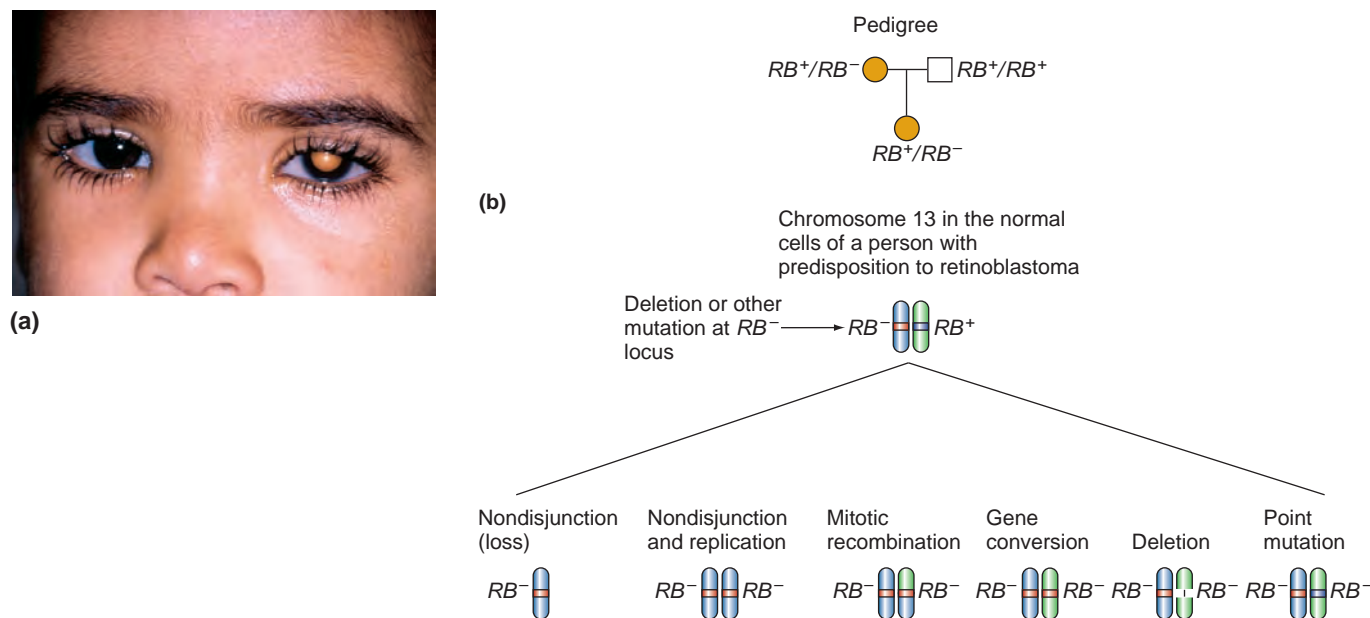 (a)
Pedigree
RB⁺/RB⁻ RB⁺/RB⁺
RB⁺/RB⁻
(b)
Chromosome 13 in the normal
cells of a person with
predisposition to retinoblastoma
Deletion or other
mutation at RB⁻
locus
RB⁻ RB⁺
Nondisjunction
(loss)
RB⁻
Nondisjunction
and replication
RB⁻ RB⁻
Mitotic
recombination
RB⁻ RB⁻
Gene
conversion
RB⁻ RB⁻
Deletion
RB⁻ RB⁻
Point
mutation
RB⁻ RB⁻